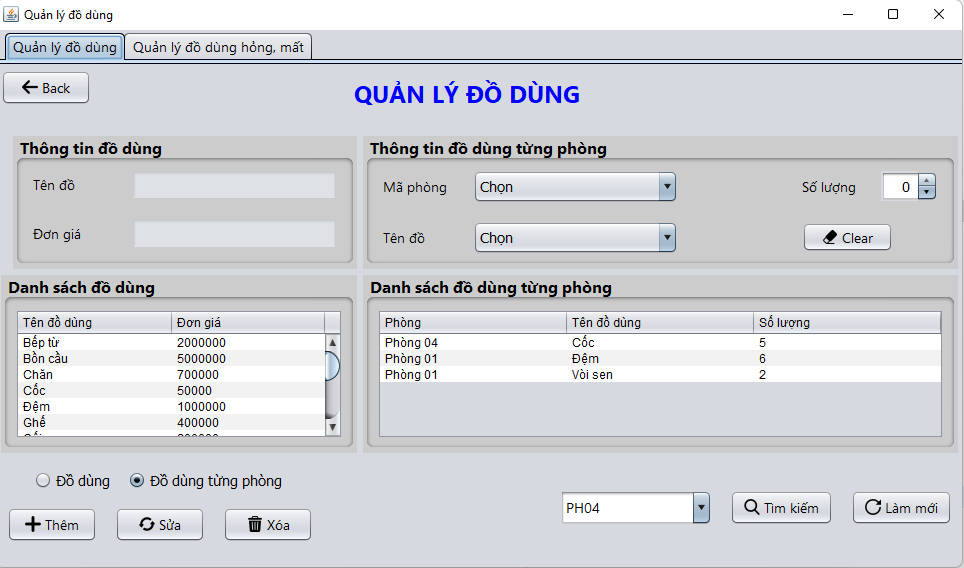 Quản lý đồ dùng
Quản lý đồ dùng Quản lý đồ dùng hỏng, mất
Back
QUẢN LÝ ĐỒ DÙNG
Thông tin đồ dùng
Tên đồ
Đơn giá
Thông tin đồ dùng từng phòng
Mã phòng Chọn Số lượng 0
Tên đồ Chọn Clear
Danh sách đồ dùng
Tên đồ dùng Đơn giá
Bếp từ 2000000
Bồn cầu 5000000
Chăn 700000
Cốc 50000
Đệm 1000000
Ghế 400000
Danh sách đồ dùng từng phòng
Phòng Tên đồ dùng Số lượng
Phòng 04 Cốc 5
Phòng 01 Đệm 6
Phòng 01 Vòi sen 2
Đồ dùng Đồ dùng từng phòng
Thêm Sửa Xóa
PH04 Tìm kiếm Làm mới